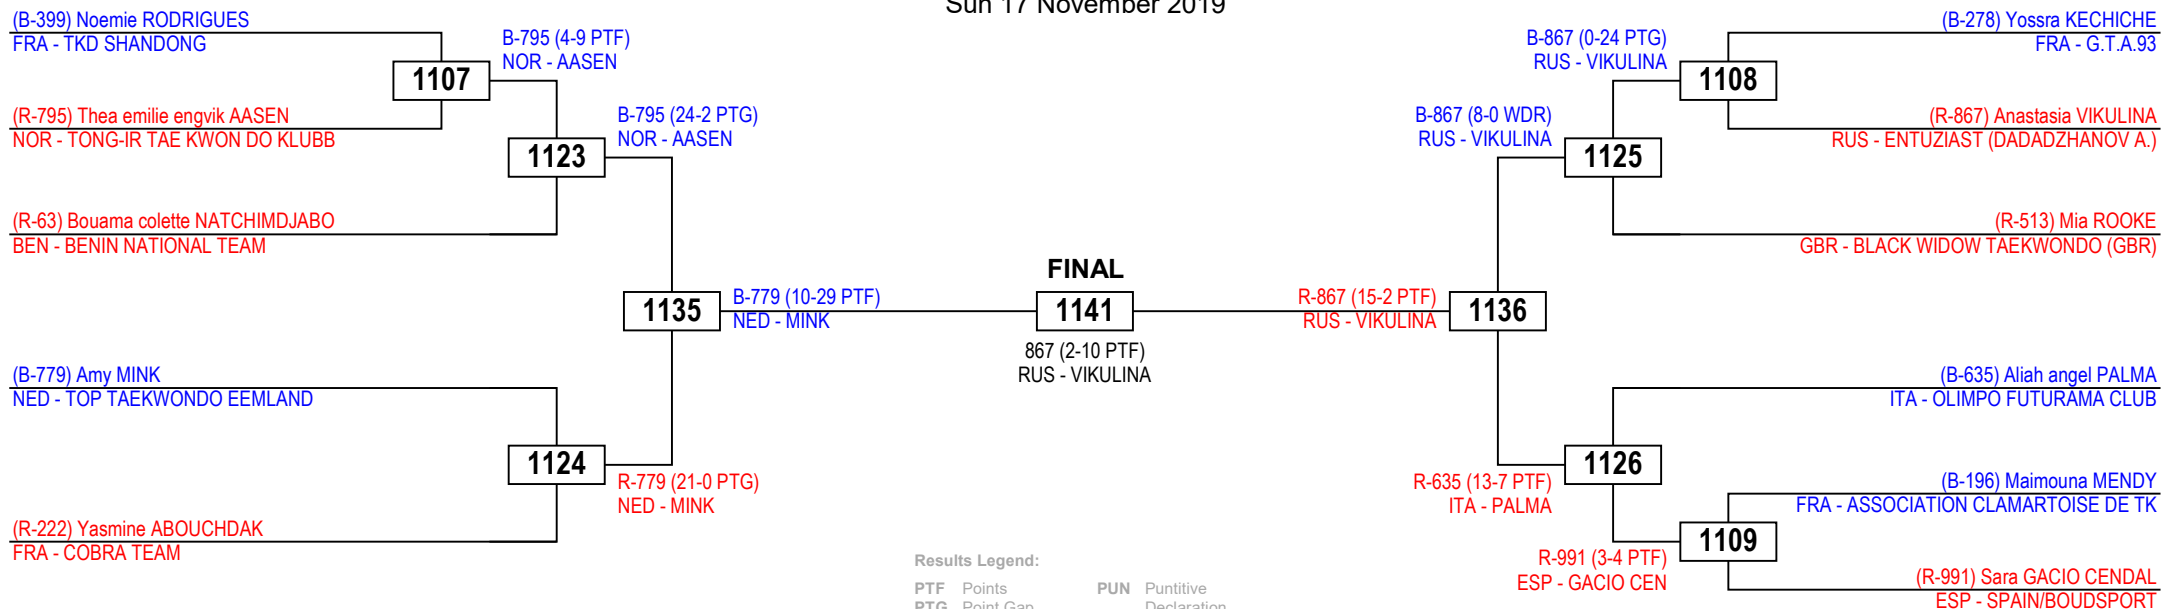 Sun 17 November 2019
(B-399) Noemie RODRIGUES
FRA - TKD SHANDONG
1107
(R-795) Thea emilie engvik AASEN
NOR - TONG-IR TAE KWON DO KLUBB
B-795 (4-9 PTF)
NOR - AASEN
1123
(R-63) Bouama colette NATCHIMDJABO
BEN - BENIN NATIONAL TEAM
B-795 (24-2 PTG)
NOR - AASEN
1135
B-779 (10-29 PTF)
NED - MINK
(B-779) Amy MINK
NED - TOP TAEKWONDO EEMLAND
1124
R-779 (21-0 PTG)
NED - MINK
(R-222) Yasmine ABOUCHDAK
FRA - COBRA TEAM
FINAL
1141
867 (2-10 PTF)
RUS - VIKULINA
(B-278) Yossra KECHICHE
FRA - G.T.A.93
B-867 (0-24 PTG)
RUS - VIKULINA
1108
(R-867) Anastasia VIKULINA
RUS - ENTUZIAST (DADADZHANOV A.)
B-867 (8-0 WDR)
RUS - VIKULINA
1125
(R-513) Mia ROOKE
GBR - BLACK WIDOW TAEKWONDO (GBR)
R-867 (15-2 PTF)
RUS - VIKULINA
1136
(B-635) Aliah angel PALMA
ITA - OLIMPO FUTURAMA CLUB
1126
R-635 (13-7 PTF)
ITA - PALMA
(B-196) Maimouna MENDY
FRA - ASSOCIATION CLAMARTOISE DE TK
1109
R-991 (3-4 PTF)
ESP - GACIO CEN
(R-991) Sara GACIO CENDAL
ESP - SPAIN/BOUDSPORT
Results Legend:
PTF Points PUN Puntitive
PTG Point Gap Declaration